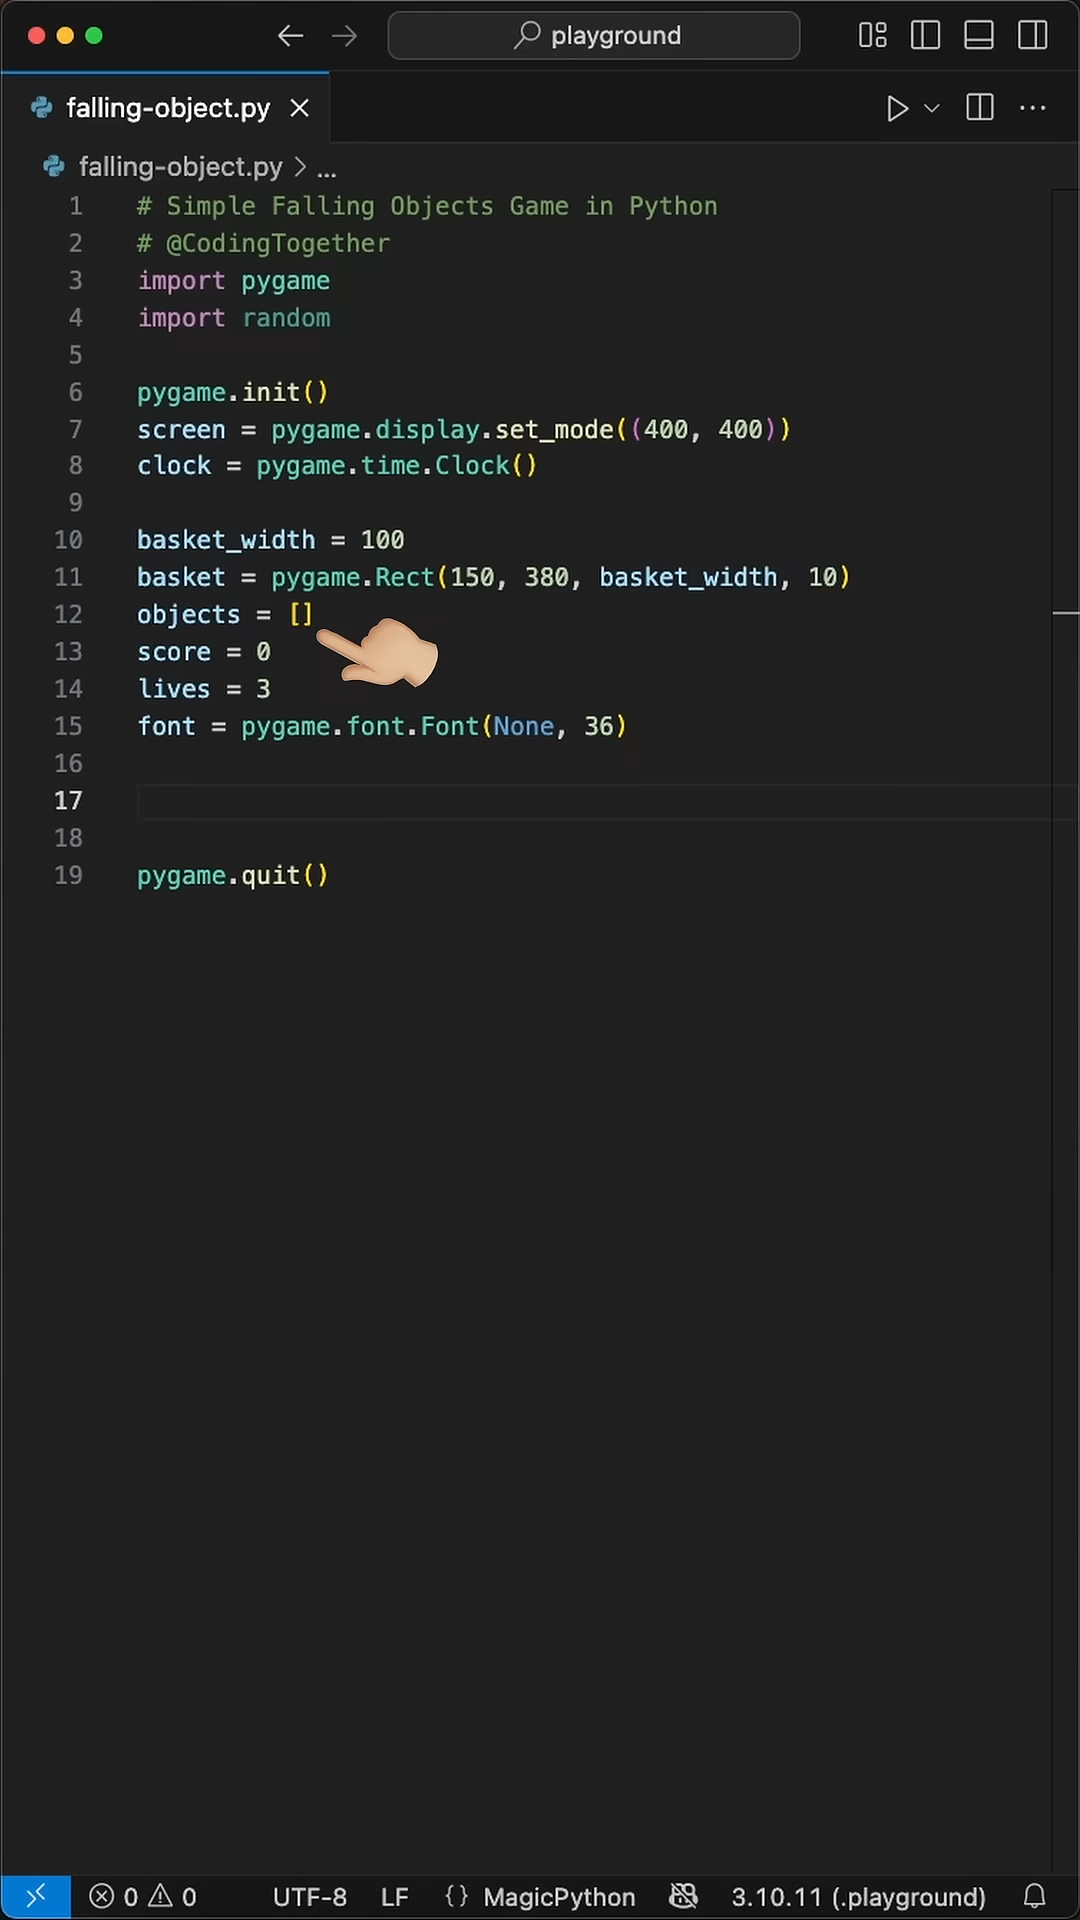 playground
falling-object.py
falling-object.py > ...
1 # Simple Falling Objects Game in Python
2 # @CodingTogether
3 import pygame
4 import random
5
6 pygame.init()
7 screen = pygame.display.set_mode((400, 400))
8 clock = pygame.time.Clock()
9
10 basket_width = 100
11 basket = pygame.Rect(150, 380, basket_width, 10)
12 objects = []
13 score = 0
14 lives = 3
15 font = pygame.font.Font(None, 36)
16
17
18
19 pygame.quit()
0 0 UTF-8 LF {} MagicPython 3.10.11 (.playground)